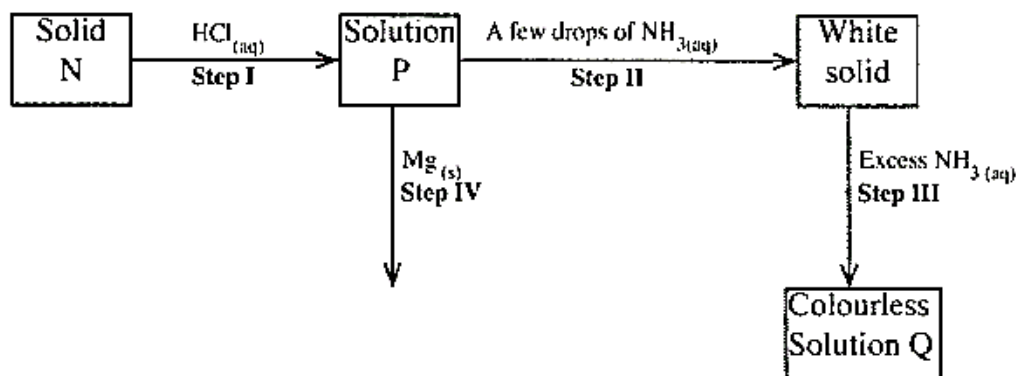 Solid
N
HCl(aq)
Step I
Solution
P
A few drops of NH3(aq)
Step II
White
solid
Mg(s)
Step IV
Excess NH3 (aq)
Step III
Colourless
Solution Q